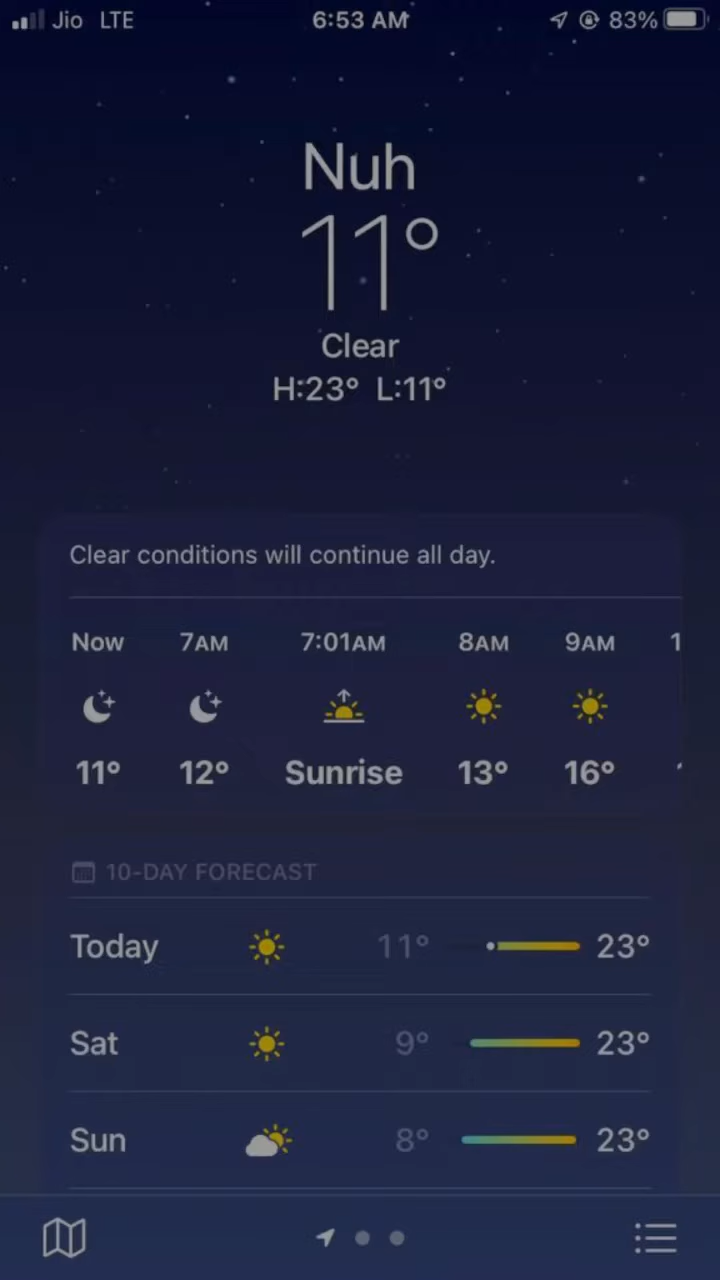 Jio LTE 6:53 AM 83%
Nuh
11°
Clear
H:23° L:11°
Clear conditions will continue all day.
Now 7AM 7:01AM 8AM 9AM 1
11° 12° Sunrise 13° 16°
10-DAY FORECAST
Today 11° 23°
Sat 9° 23°
Sun 8° 23°